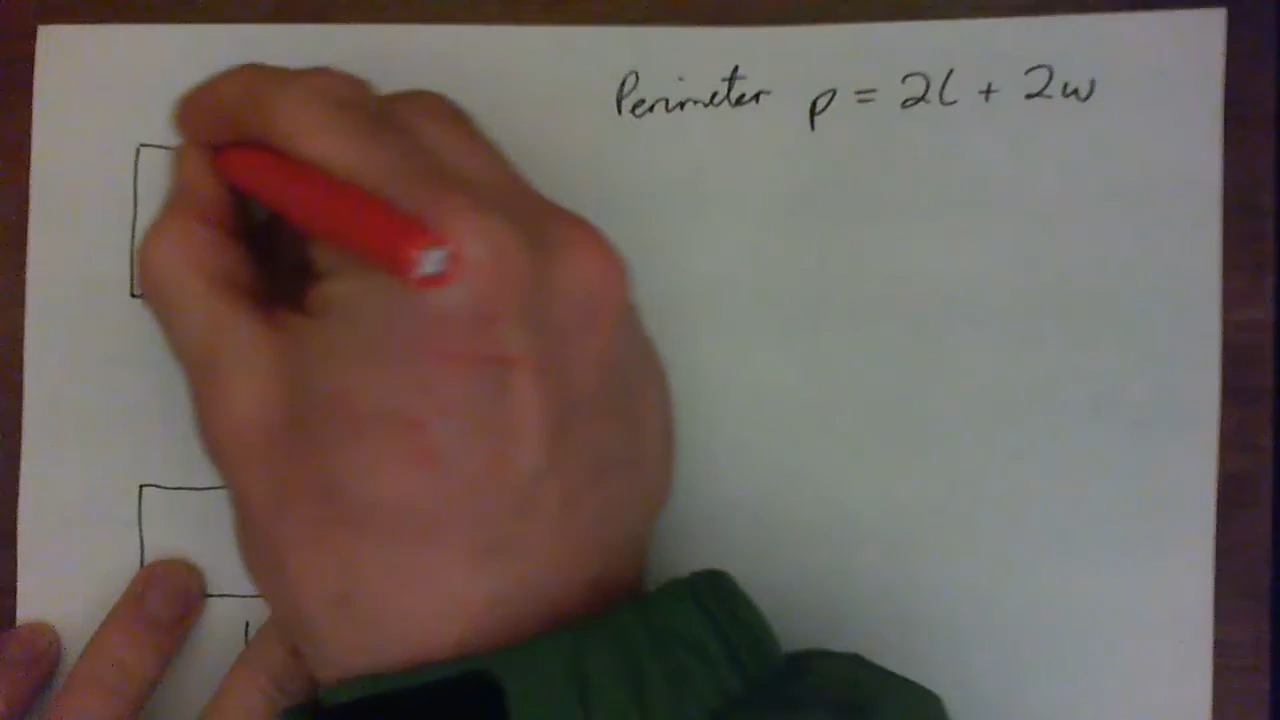 Perimeter p = 2l + 2w
l